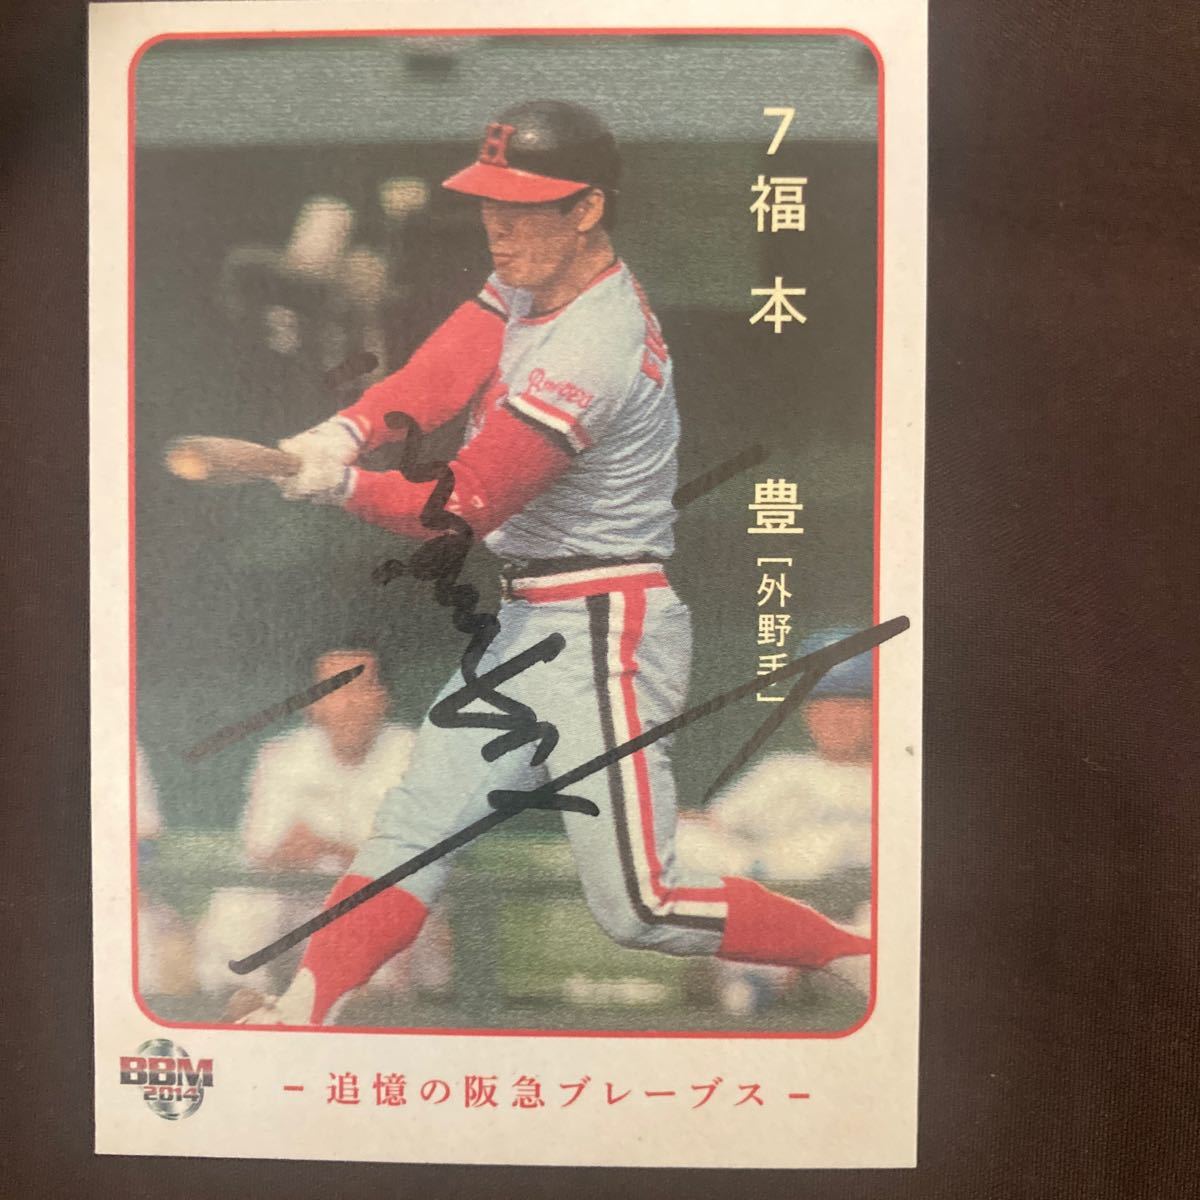 7 福本 豊
[外野手]
H
Braves
BBM
2014
- 追憶の阪急ブレーブス -